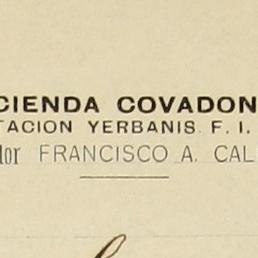 CIENDA COVADON
TACION YERBANIS. F. I.
dor FRANCISCO A. CAL